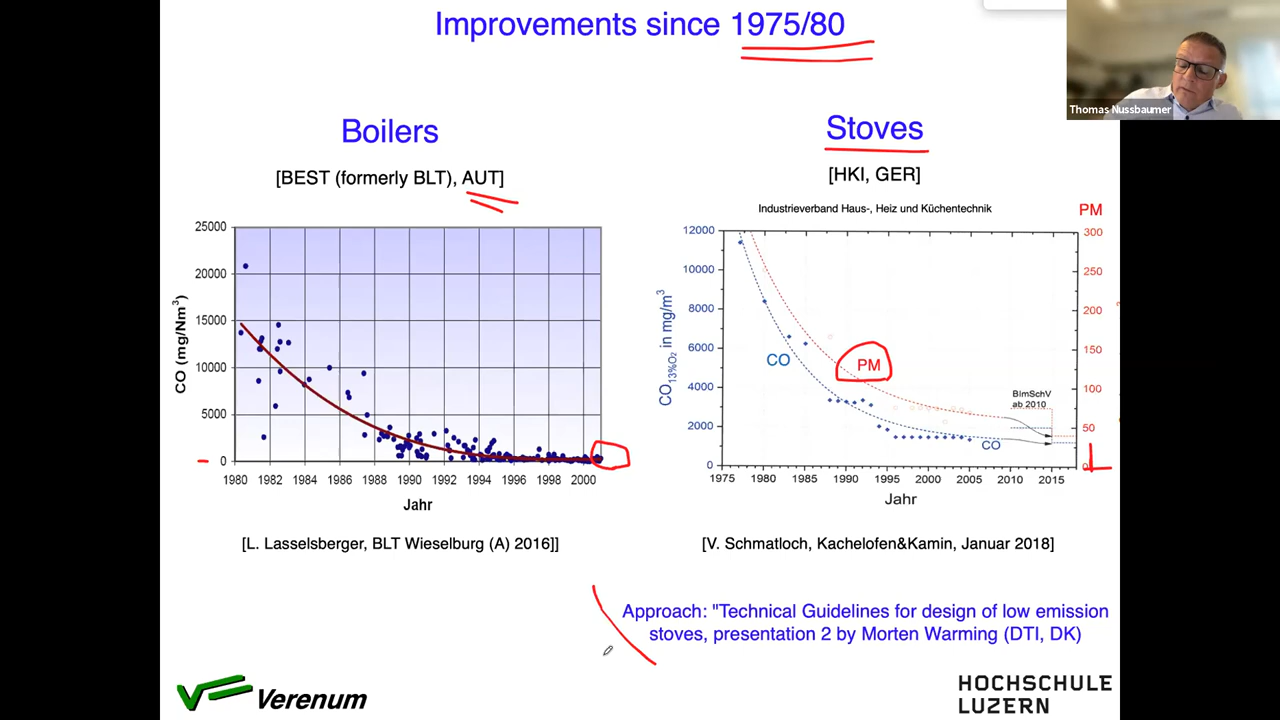 Improvements since 1975/80
Thomas Nussbaumer
Boilers
[BEST (formerly BLT), AUT]
25000
20000
15000
10000
5000
0
CO (mg/Nm³)
1980 1982 1984 1986 1988 1990 1992 1994 1996 1998 2000
Jahr
[L. Lasselsberger, BLT Wieselburg (A) 2016]]
Stoves
[HKI, GER]
Industrieverband Haus-, Heiz und Küchentechnik
PM
12000
10000
8000
6000
4000
2000
0
CO13%O₂ in mg/m³
300
250
200
150
100
50
0
CO
PM
BImSchV
ab 2010
CO
1975 1980 1985 1990 1995 2000 2005 2010 2015
Jahr
[V. Schmatloch, Kachelofen&Kamin, Januar 2018]
Approach: "Technical Guidelines for design of low emission
stoves, presentation 2 by Morten Warming (DTI, DK)
Verenum
HOCHSCHULE
LUZERN